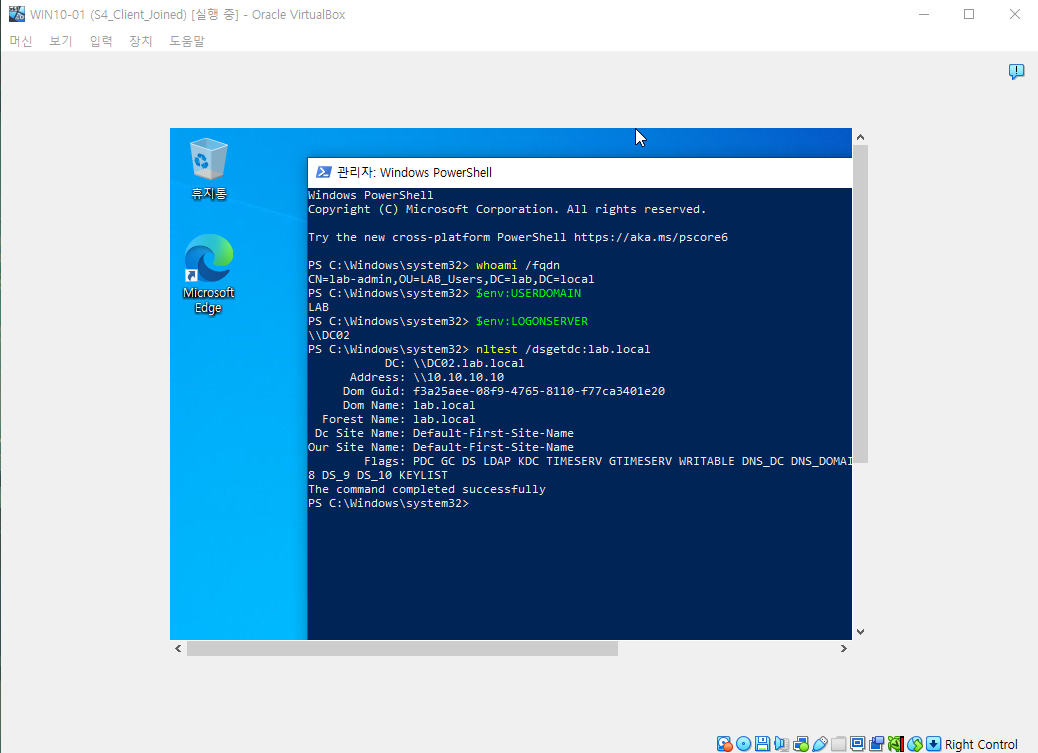 WIN10-01 (S4_Client_Joined) [실행 중] - Oracle VirtualBox
머신 보기 입력 장치 도움말
휴지통
Microsoft
Edge
관리자: Windows PowerShell
Windows PowerShell
Copyright (C) Microsoft Corporation. All rights reserved.
Try the new cross-platform PowerShell https://aka.ms/pscore6
PS C:\Windows\system32> whoami /fqdn
CN=lab-admin,OU=LAB_Users,DC=lab,DC=local
PS C:\Windows\system32> $env:USERDOMAIN
LAB
PS C:\Windows\system32> $env:LOGONSERVER
\\DC02
PS C:\Windows\system32> nltest /dsgetdc:lab.local
DC: \\DC02.lab.local
Address: \\10.10.10.10
Dom Guid: f3a25aee-08f9-4765-8110-f77ca3401e20
Dom Name: lab.local
Forest Name: lab.local
Dc Site Name: Default-First-Site-Name
Our Site Name: Default-First-Site-Name
Flags: PDC GC DS LDAP KDC TIMESERV GTIMESERV WRITABLE DNS_DC DNS_DOMAI
8 DS_9 DS_10 KEYLIST
The command completed successfully
PS C:\Windows\system32>
Right Control